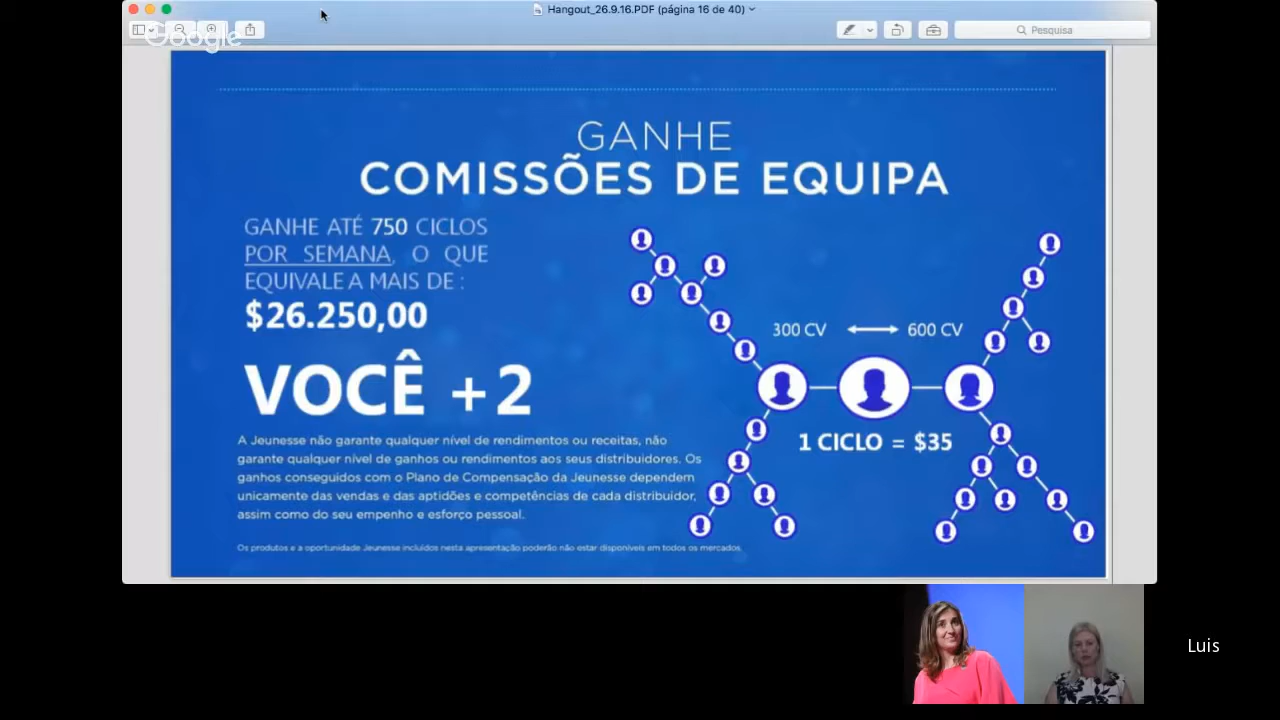 Hangout_26.9.16.PDF (página 16 de 40)
Google
Pesquisa
GANHE
COMISSÕES DE EQUIPA
GANHE ATÉ 750 CICLOS
POR SEMANA, O QUE
EQUIVALE A MAIS DE :
$26.250,00
VOCÊ +2
A Jeunesse não garante qualquer nível de rendimentos ou receitas, não
garante qualquer nível de ganhos ou rendimentos aos seus distribuidores. Os
ganhos conseguidos com o Plano de Compensação da Jeunesse dependem
unicamente das vendas e das aptidões e competências de cada distribuidor,
assim como do seu empenho e esforço pessoal.
Os produtos e a oportunidade Jeunesse incluídos nesta apresentação poderão não estar disponíveis em todos os mercados.
300 CV
600 CV
1 CICLO = $35
Luis